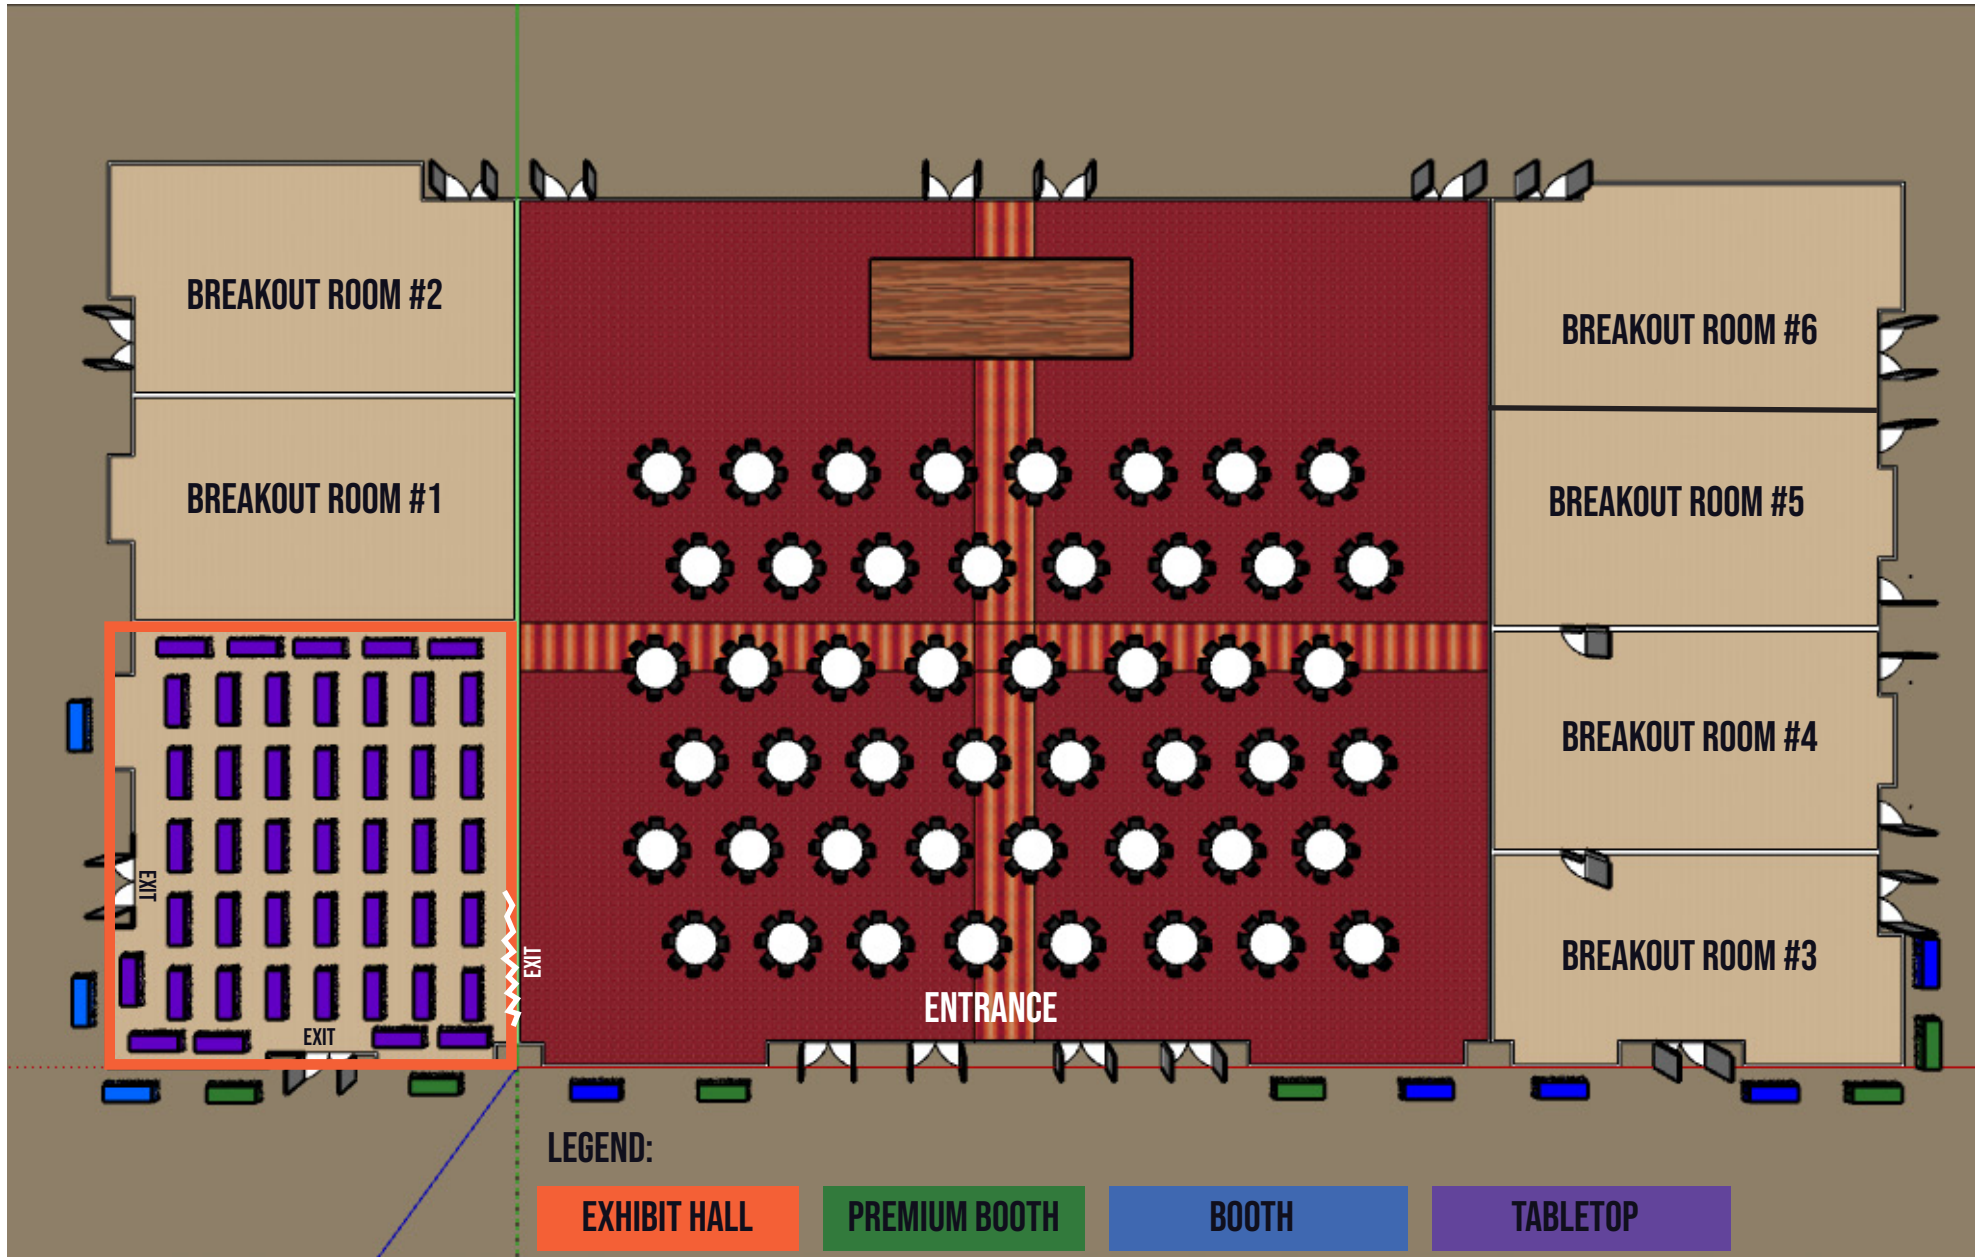 BREAKOUT ROOM #2
BREAKOUT ROOM #6
BREAKOUT ROOM #1
BREAKOUT ROOM #5
BREAKOUT ROOM #4
EXIT
EXIT
BREAKOUT ROOM #3
ENTRANCE
EXIT
LEGEND:
EXHIBIT HALL
PREMIUM BOOTH
BOOTH
TABLETOP